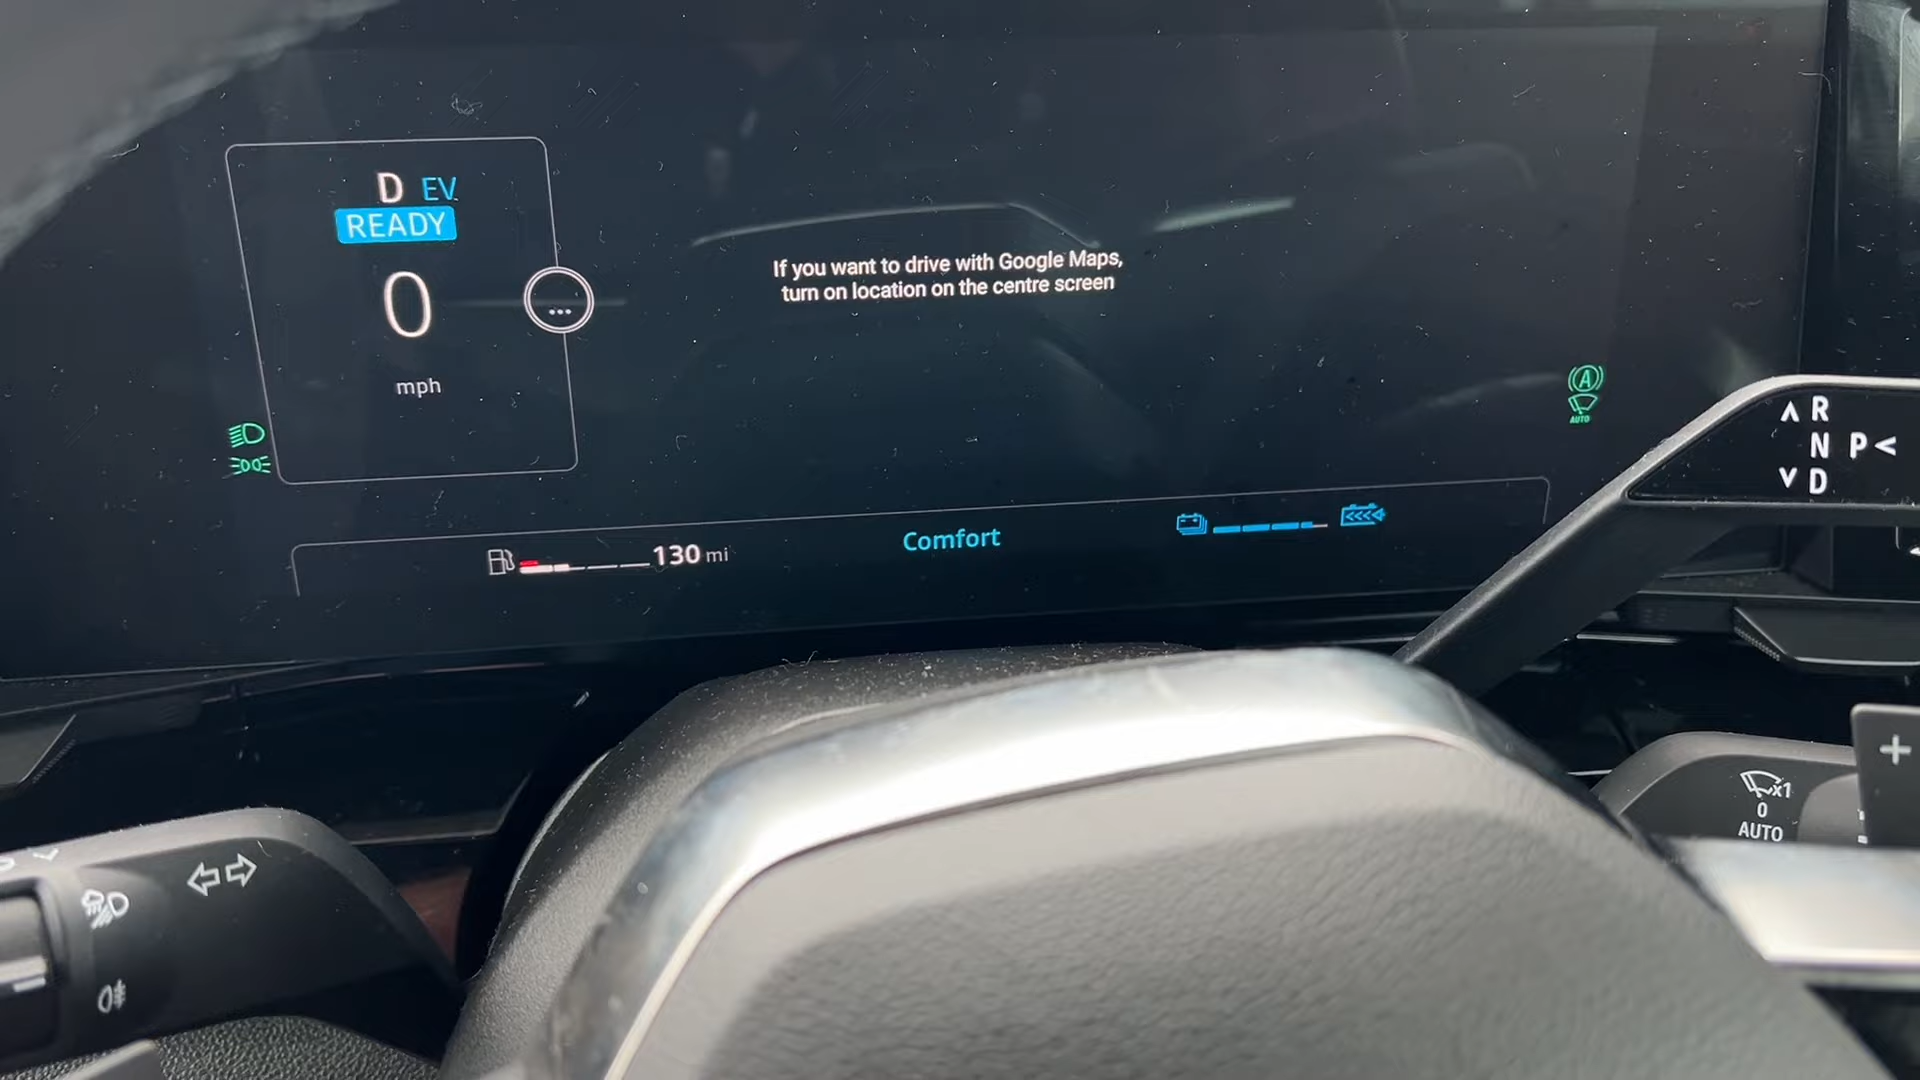 D EV
READY
0
mph
If you want to drive with Google Maps,
turn on location on the centre screen
A
AUTO
130 mi
Comfort
R
N P
D
x1
0
AUTO
+